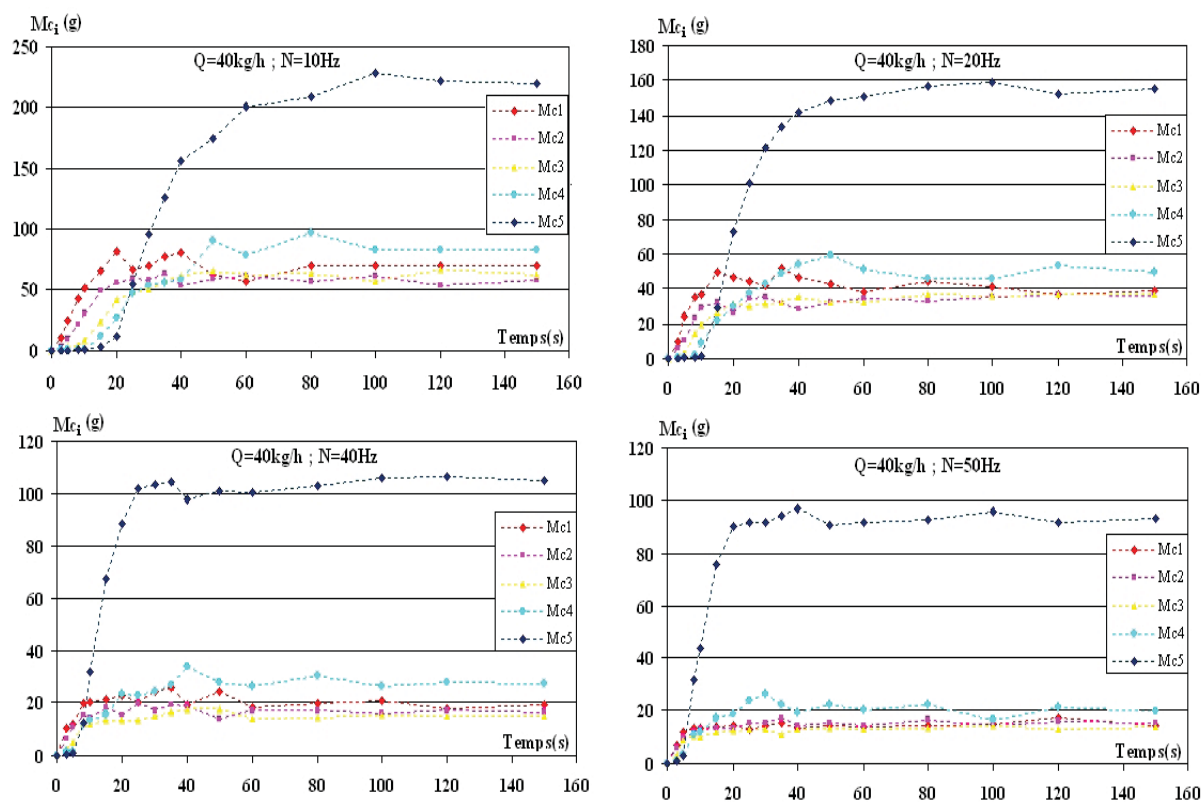 Mci (g)
Q=40kg/h ; N=10Hz
250
200
150
100
50
0
Mc1
Mc2
Mc3
Mc4
Mc5
Temps(s)
0 20 40 60 80 100 120 140 160
Mci (g)
Q=40kg/h ; N=20Hz
180
160
140
120
100
80
60
40
20
0
Mc1
Mc2
Mc3
Mc4
Mc5
Temps(s)
0 20 40 60 80 100 120 140 160
Mci (g)
Q=40kg/h ; N=40Hz
120
100
80
60
40
20
0
Mc1
Mc2
Mc3
Mc4
Mc5
Temps(s)
0 20 40 60 80 100 120 140 160
Mci (g)
Q=40kg/h ; N=50Hz
120
100
80
60
40
20
0
Mc1
Mc2
Mc3
Mc4
Mc5
Temps(s)
0 20 40 60 80 100 120 140 160